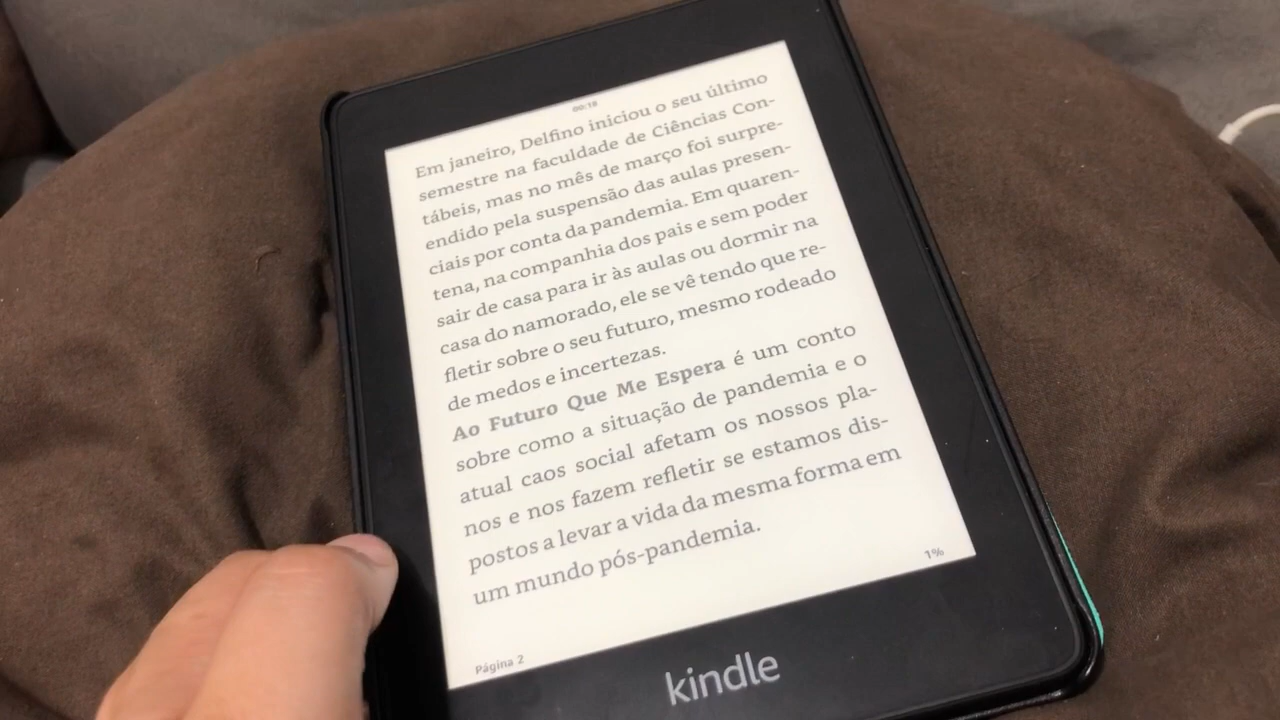 00:18
Em janeiro, Delfino iniciou o seu último
semestre na faculdade de Ciências Con-
tábeis, mas no mês de março foi surpre-
endido pela suspensão das aulas presen-
ciais por conta da pandemia. Em quaren-
tena, na companhia dos pais e sem poder
sair de casa para ir às aulas ou dormir na
casa do namorado, ele se vê tendo que re-
fletir sobre o seu futuro, mesmo rodeado
de medos e incertezas.
Ao Futuro Que Me Espera é um conto
sobre como a situação de pandemia e o
atual caos social afetam os nossos pla-
nos e nos fazem refletir se estamos dis-
postos a levar a vida da mesma forma em
um mundo pós-pandemia.
Página 2
1%
kindle